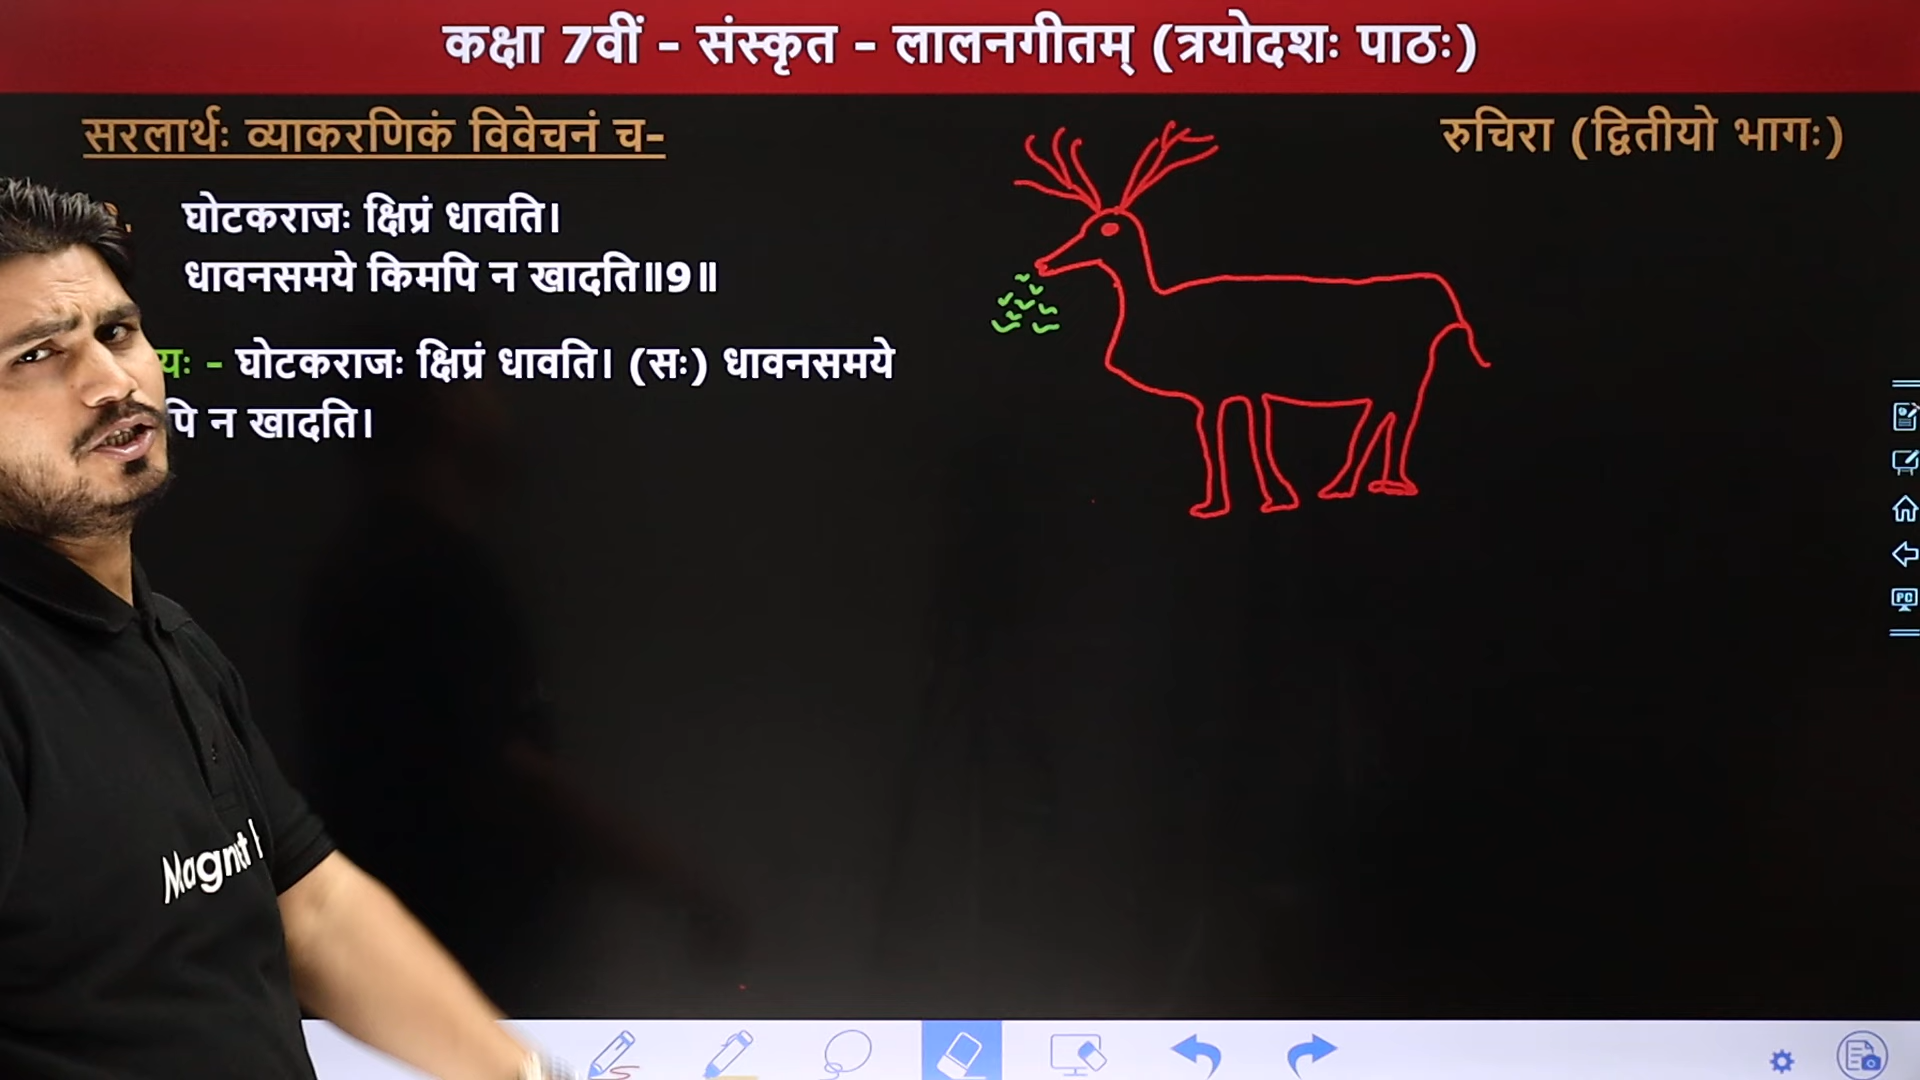 कक्षा 7वीं - संस्कृत - लालनगीतम् (त्रयोदशः पाठः)
सरलार्थः व्याकरणिकं विवेचनं च-
रुचिरा (द्वितीयो भागः)
घोटकराजः क्षिप्रं धावति।
धावनसमये किमपि न खादति॥9॥
यः - घोटकराजः क्षिप्रं धावति। (सः) धावनसमये
पि न खादति।
Magnet